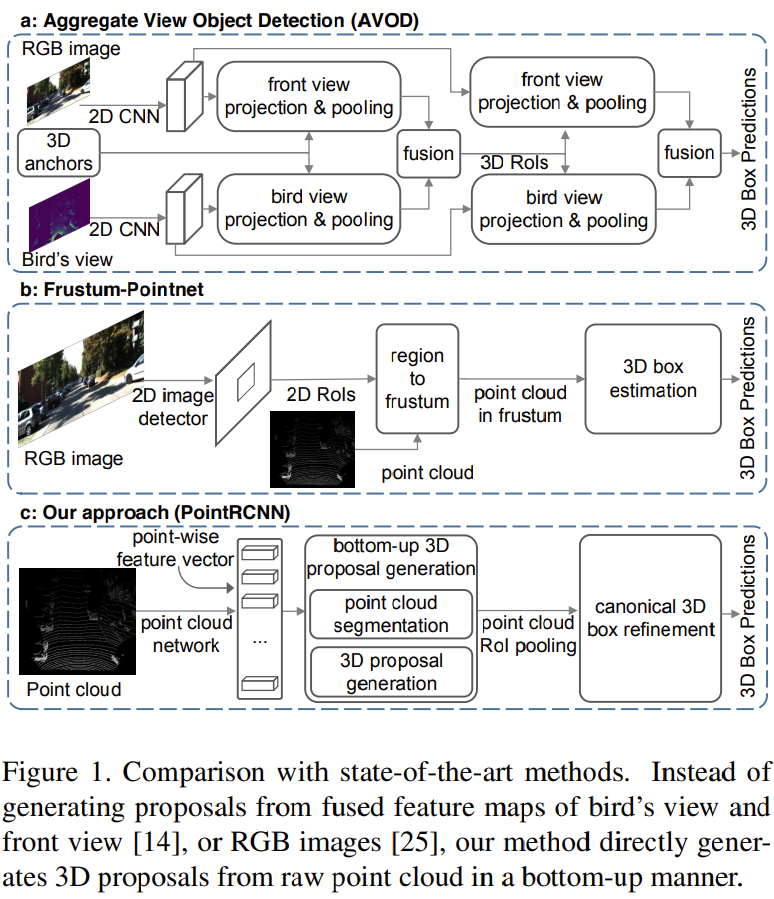 a: Aggregate View Object Detection (AVOD)
RGB image
2D CNN
front view
projection & pooling
front view
projection & pooling
3D
anchors
fusion
3D RoIs
fusion
3D Box Predictions
2D CNN
bird view
projection & pooling
bird view
projection & pooling
Bird's view
b: Frustum-Pointnet
RGB image
2D image
detector
2D RoIs
region
to
frustum
point cloud
point cloud
in frustum
3D box
estimation
3D Box Predictions
c: Our approach (PointRCNN)
point-wise
feature vector
Point cloud
point cloud
network
...
bottom-up 3D
proposal generation
point cloud
segmentation
3D proposal
generation
point cloud
RoI pooling
canonical 3D
box refinement
3D Box Predictions
Figure 1. Comparison with state-of-the-art methods. Instead of
generating proposals from fused feature maps of bird's view and
front view [14], or RGB images [25], our method directly gener-
ates 3D proposals from raw point cloud in a bottom-up manner.